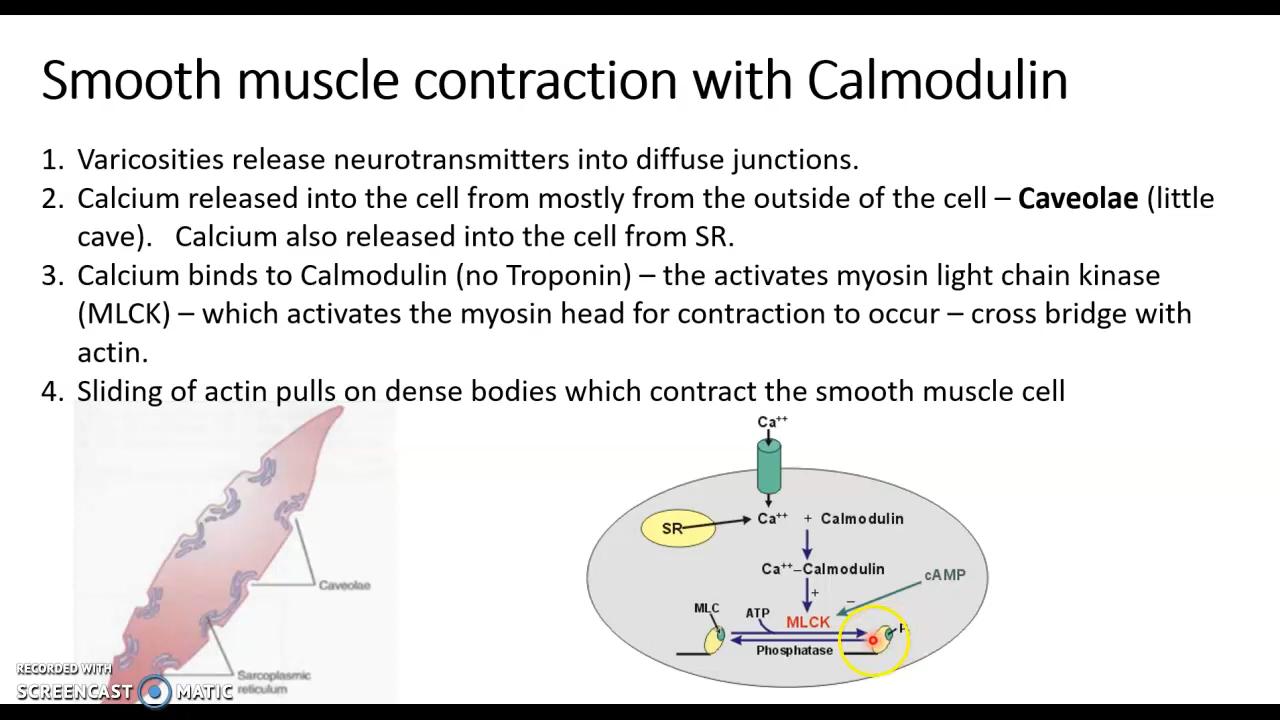 Smooth muscle contraction with Calmodulin
1. Varicosities release neurotransmitters into diffuse junctions.
2. Calcium released into the cell from mostly from the outside of the cell – Caveolae (little
cave). Calcium also released into the cell from SR.
3. Calcium binds to Calmodulin (no Troponin) – the activates myosin light chain kinase
(MLCK) – which activates the myosin head for contraction to occur – cross bridge with
actin.
4. Sliding of actin pulls on dense bodies which contract the smooth muscle cell
Ca⁺⁺
SR
Ca⁺⁺ + Calmodulin
Ca⁺⁺–Calmodulin
cAMP
+
–
MLC
ATP
MLCK
Phosphatase
Caveolae
Sarcoplasmic
reticulum
RECORDED WITH
SCREENCAST MATIC